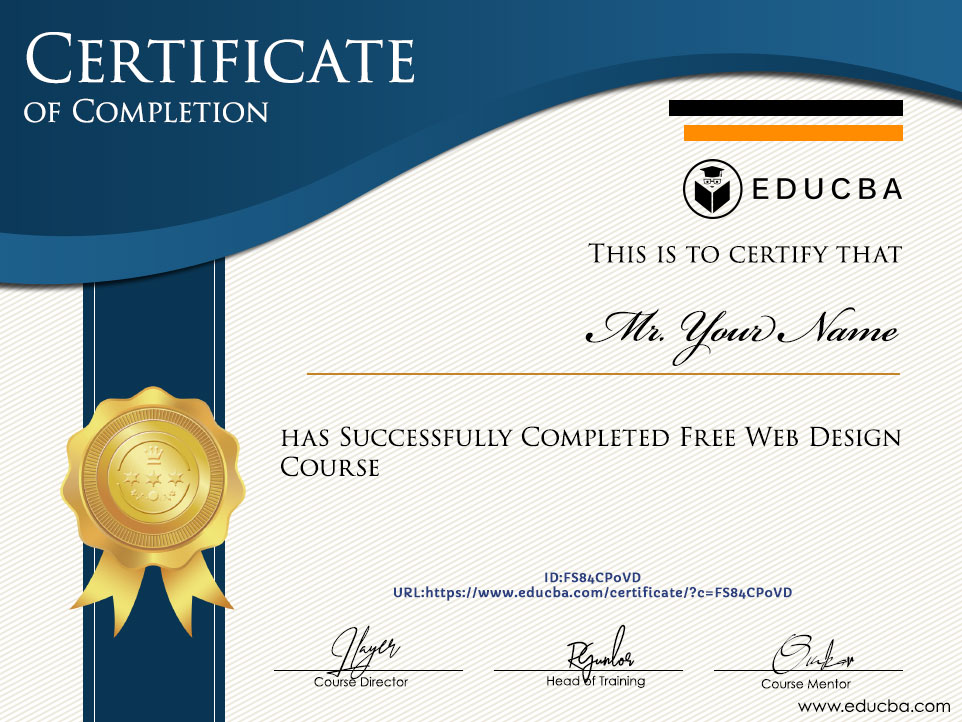 Certificate
of Completion
EDUCBA
This is to certify that
Mr. Your Name
has Successfully Completed Free Web Design
Course
ID:FS84CPoVD
URL:https://www.educba.com/certificate/?c=FS84CPoVD
Course Director
Head of Training
Course Mentor
www.educba.com